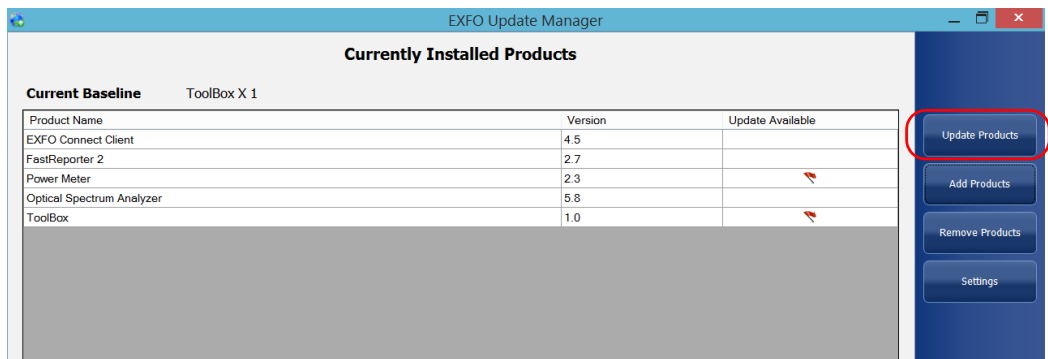 EXFO Update Manager
Currently Installed Products
Current Baseline ToolBox X 1
Product Name Version Update Available
EXFO Connect Client 4.5
FastReporter 2 2.7
Power Meter 2.3
Optical Spectrum Analyzer 5.8
ToolBox 1.0
Update Products
Add Products
Remove Products
Settings